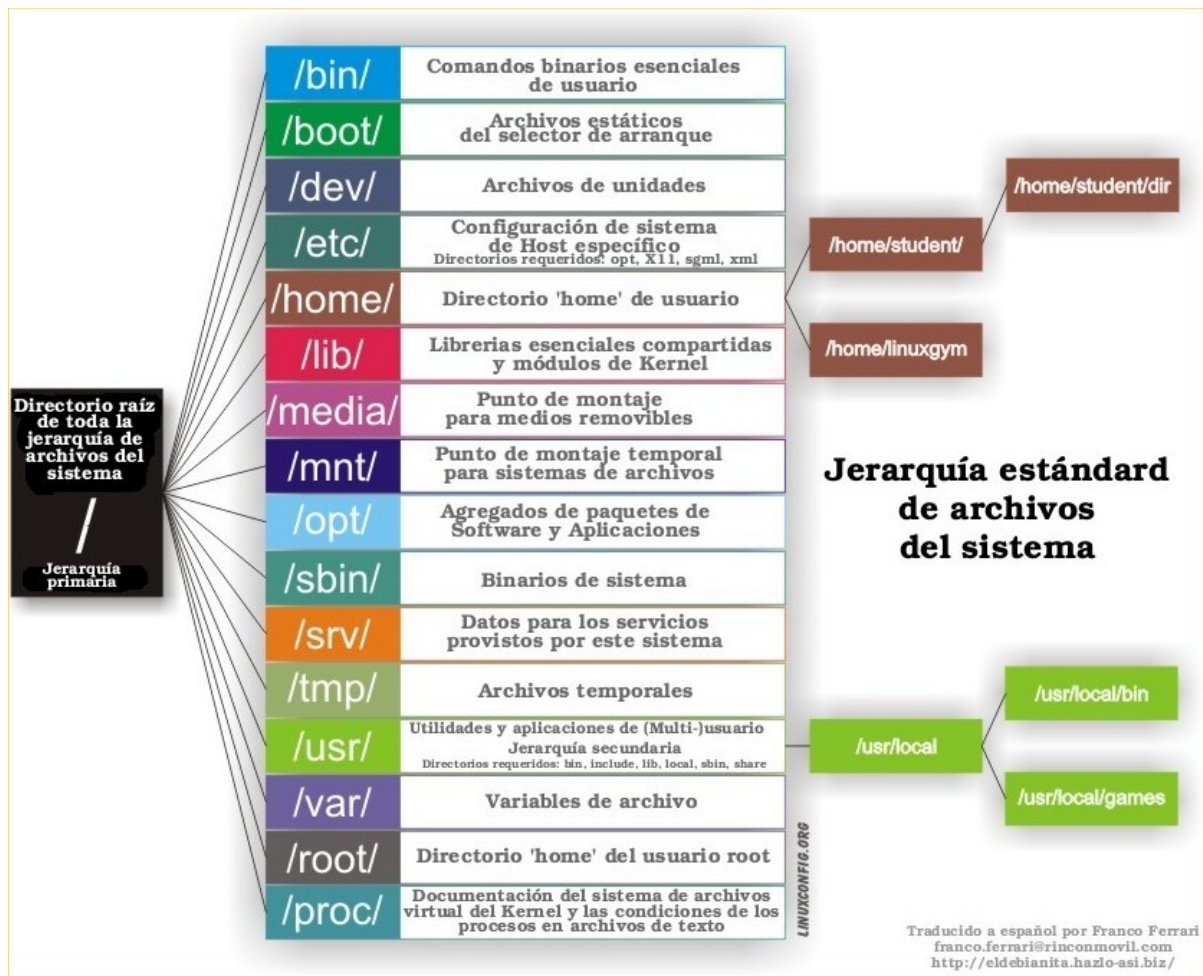 Directorio raíz
de toda la
jerarquía de
archivos del
sistema
/
Jerarquía
primaria
/bin/
Comandos binarios esenciales
de usuario
/boot/
Archivos estáticos
del selector de arranque
/dev/
Archivos de unidades
/etc/
Configuración de sistema
de Host específico
Directorios requeridos: opt, X11, sgml, xml
/home/
Directorio 'home' de usuario
/home/student/
/home/student/dir
/home/linuxgym
/lib/
Librerias esenciales compartidas
y módulos de Kernel
/media/
Punto de montaje
para medios removibles
/mnt/
Punto de montaje temporal
para sistemas de archivos
/opt/
Agregados de paquetes de
Software y Aplicaciones
/sbin/
Binarios de sistema
/srv/
Datos para los servicios
provistos por este sistema
/tmp/
Archivos temporales
/usr/
Utilidades y aplicaciones de (Multi-)usuario
Jerarquía secundaria
Directorios requeridos: bin, include, lib, local, sbin, share
/usr/local
/usr/local/bin
/usr/local/games
/var/
Variables de archivo
/root/
Directorio 'home' del usuario root
/proc/
Documentación del sistema de archivos
virtual del Kernel y las condiciones de los
procesos en archivos de texto
Jerarquía estándard
de archivos
del sistema
LINUXCONFIG.ORG
Traducido a español por Franco Ferrari
franco.ferrari@rinconmovil.com
http://eldebianita.hazlo-asi.biz/